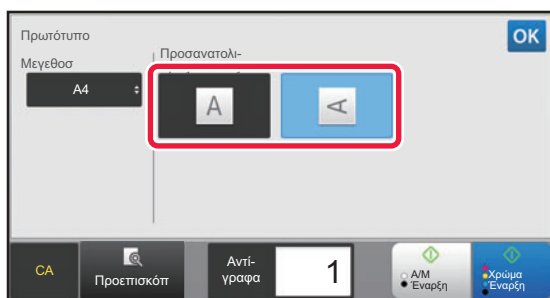 Πρωτότυπο
OK
Μεγεθοσ
Προσανατολι-
A4
A
A
CA
Προεπισκόπ
Αντί-
γραφα
1
Α/Μ
Έναρξη
Χρώμα
Έναρξη